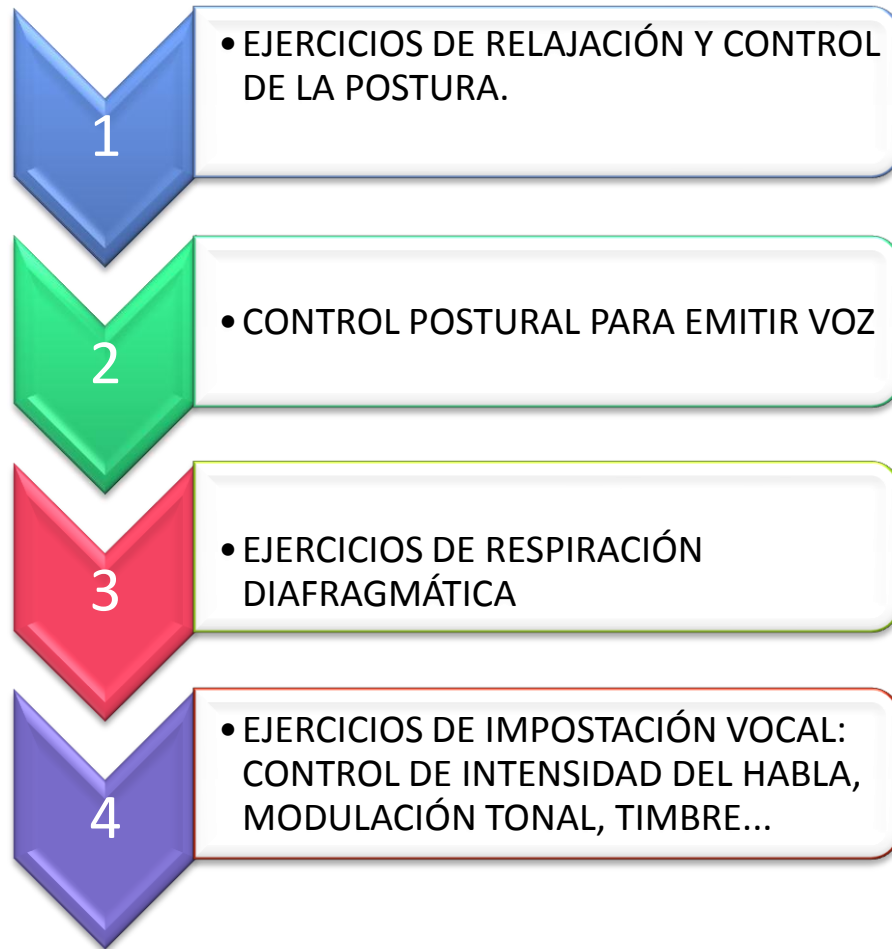 1
• EJERCICIOS DE RELAJACIÓN Y CONTROL
DE LA POSTURA.
2
• CONTROL POSTURAL PARA EMITIR VOZ
3
• EJERCICIOS DE RESPIRACIÓN
DIAFRAGMÁTICA
4
• EJERCICIOS DE IMPOSTACIÓN VOCAL:
CONTROL DE INTENSIDAD DEL HABLA,
MODULACIÓN TONAL, TIMBRE...